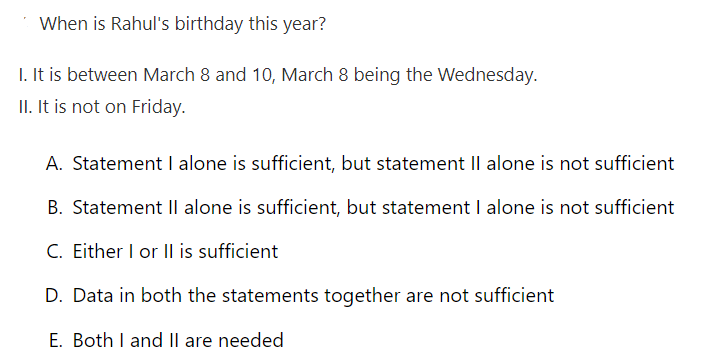 When is Rahul's birthday this year?
I. It is between March 8 and 10, March 8 being the Wednesday.
II. It is not on Friday.
A. Statement I alone is sufficient, but statement II alone is not sufficient
B. Statement II alone is sufficient, but statement I alone is not sufficient
C. Either I or II is sufficient
D. Data in both the statements together are not sufficient
E. Both I and II are needed